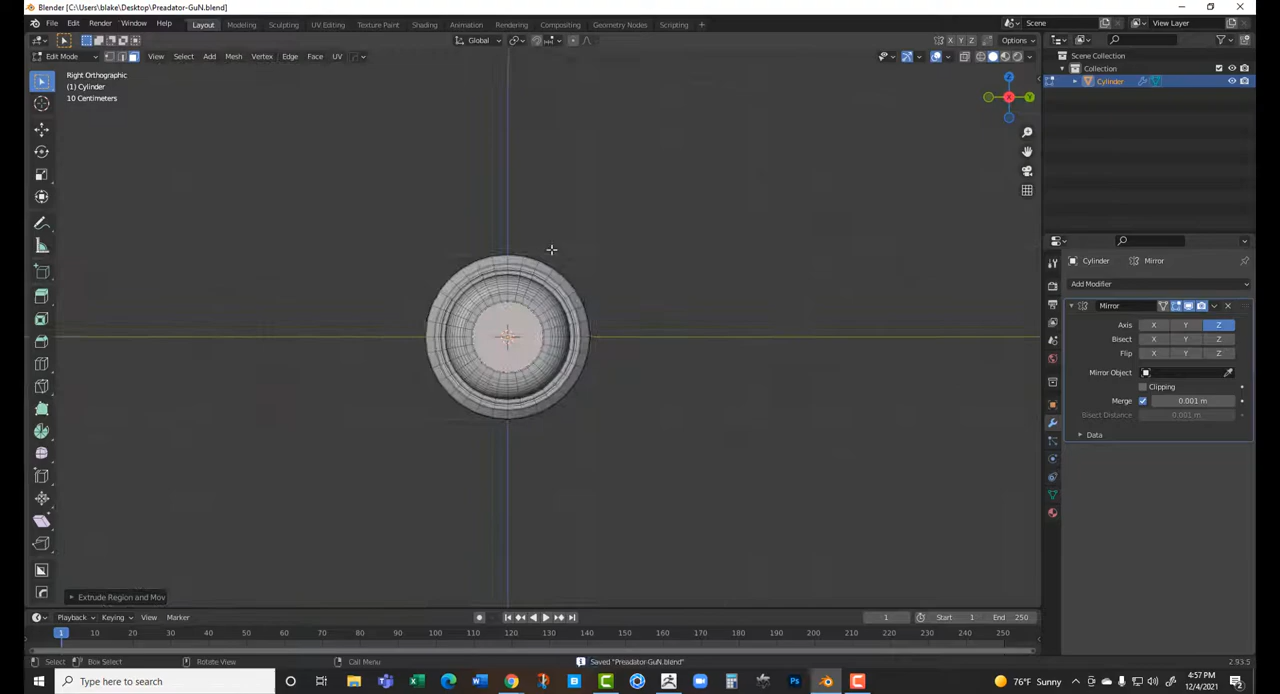 Blender [C:\Users\blake\Desktop\Preadator-GuN.blend]
File Edit Render Window Help Layout Modeling Sculpting UV Editing Texture Paint Shading Animation Rendering Compositing Geometry Nodes Scripting + Scene View Layer
Global Options
Edit Mode View Select Add Mesh Vertex Edge Face UV
X Y Z
Scene Collection
Collection
Cylinder
Right Orthographic
(1) Cylinder
10 Centimeters
Z
X
Y
Cylinder Mirror
Add Modifier
Mirror
Axis X Y Z
Bisect X Y Z
Flip X Y Z
Mirror Object
Clipping
Merge 0.001 m
Bisect Distance 0.001 m
Data
Extrude Region and Mov
Playback Keying View Marker 1 Start 1 End 250
1 10 20 30 40 50 60 70 80 90 100 110 120 130 140 150 160 170 180 190 200 210 220 230 240 250
Select Box Select Rotate View Call Menu Saved "Preadator-GuN.blend" 2.93.5
Type here to search
76°F Sunny
4:57 PM
12/4/2021
2